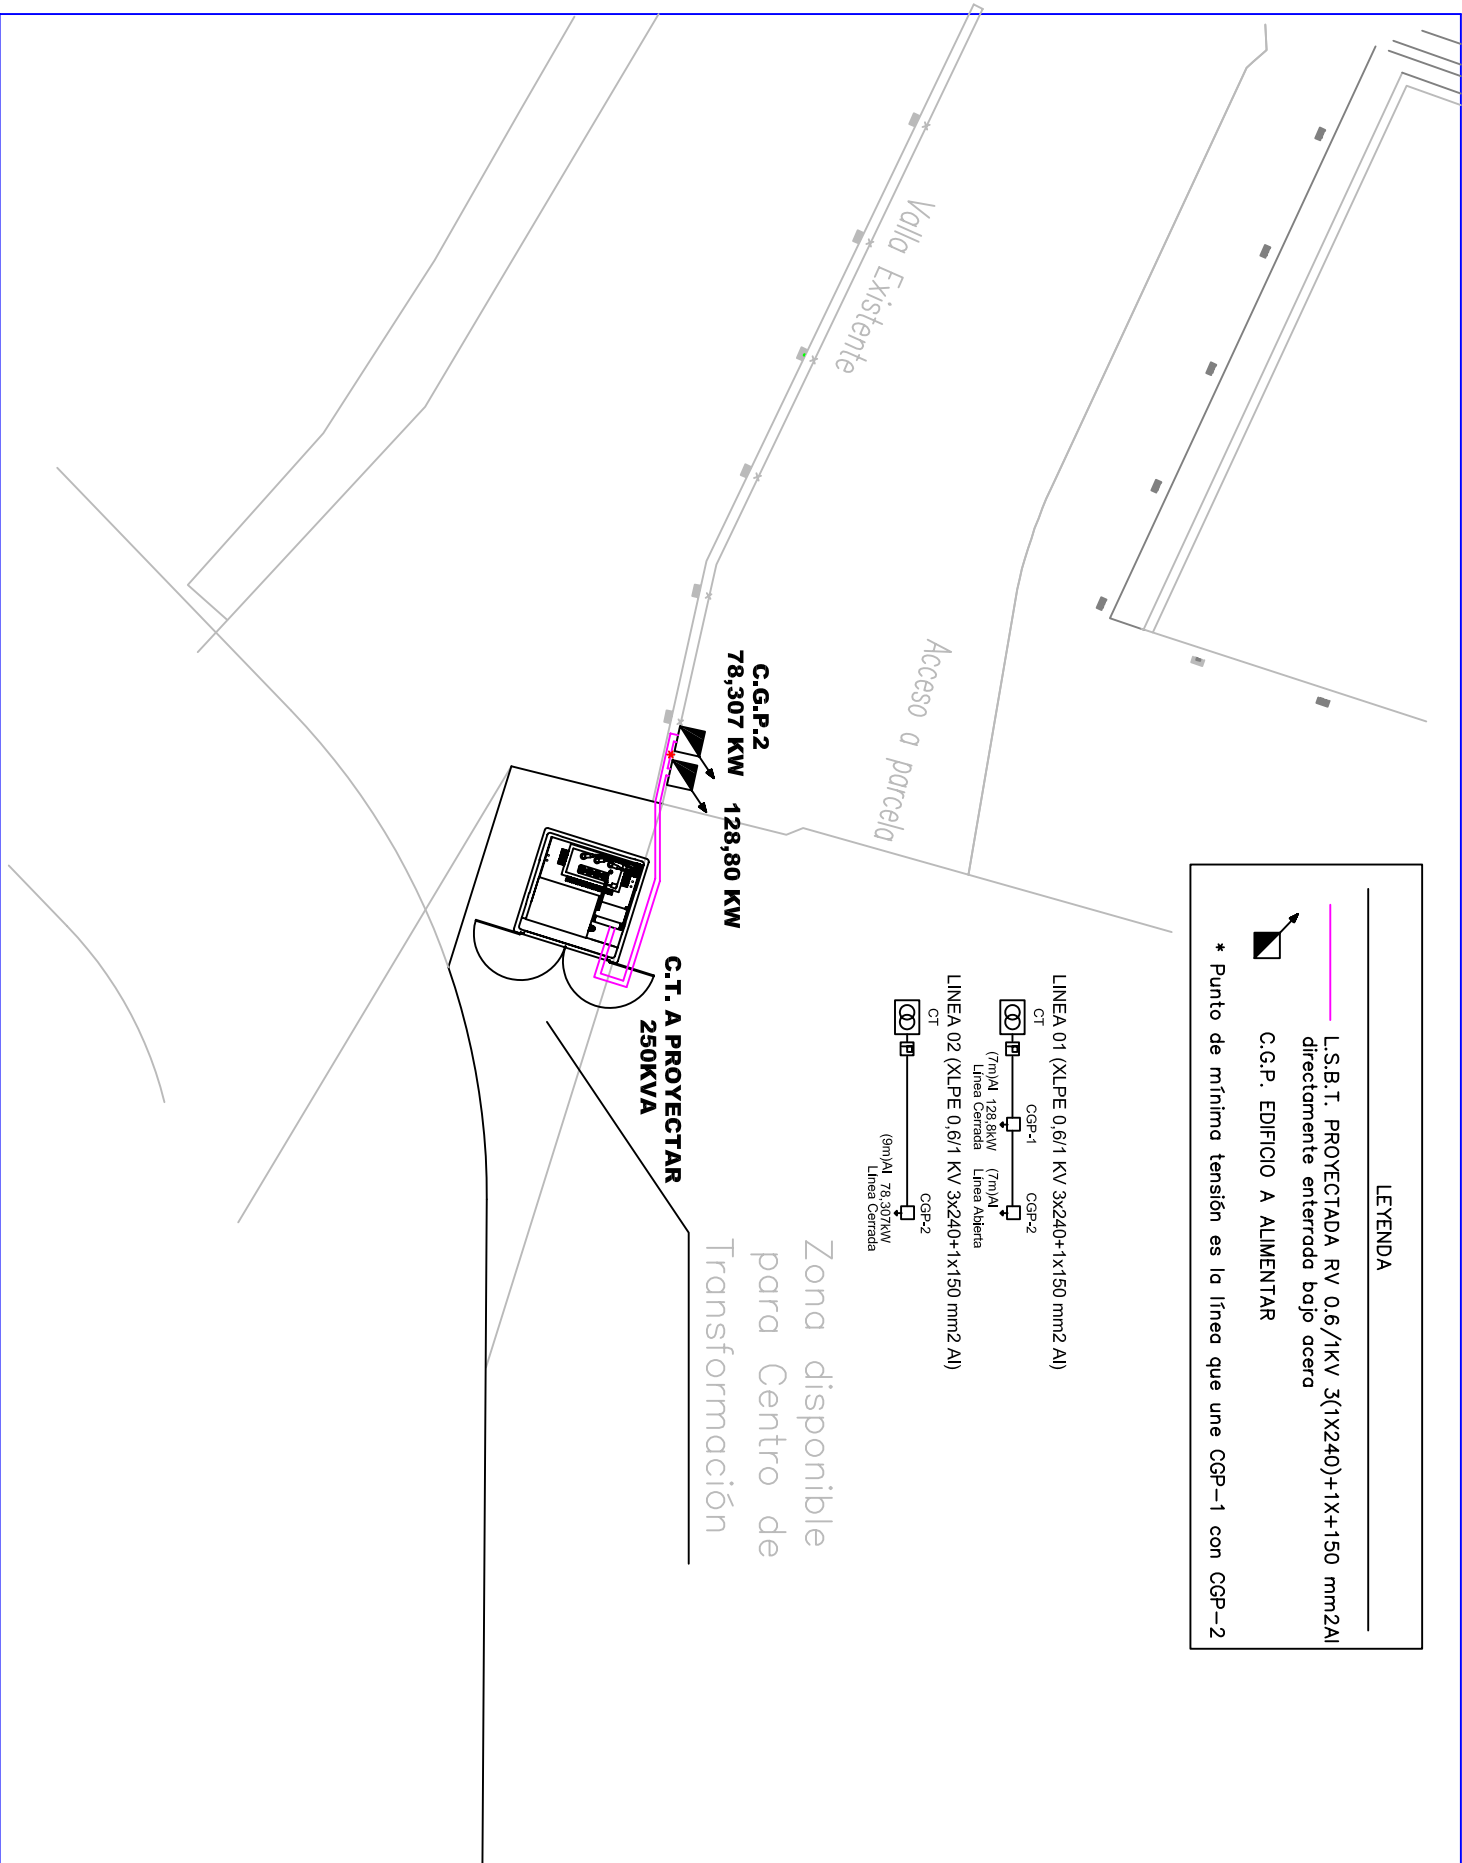 LEYENDA
L.S.B.T. PROYECTADA RV 0.6/1KV 3(1X240)+1X+150 mm2Al
directamente enterrada bajo acera
C.G.P. EDIFICIO A ALIMENTAR
* Punto de mínima tensión es la línea que une CGP-1 con CGP-2
LINEA 01 (XLPE 0,6/1 KV 3x240+1x150 mm2 Al)
CT
CGP-1
CGP-2
(7m)Al 128,8kW
Línea Cerrada
(7m)Al
Línea Abierta
LINEA 02 (XLPE 0,6/1 KV 3x240+1x150 mm2 Al)
CT
CGP-2
(9m)Al 78,307kW
Línea Cerrada
Valla Existente
Acceso a parcela
C.G.P.2
78,307 KW
128,80 KW
C.T. A PROYECTAR
250KVA
Zona disponible
para Centro de
Transformación